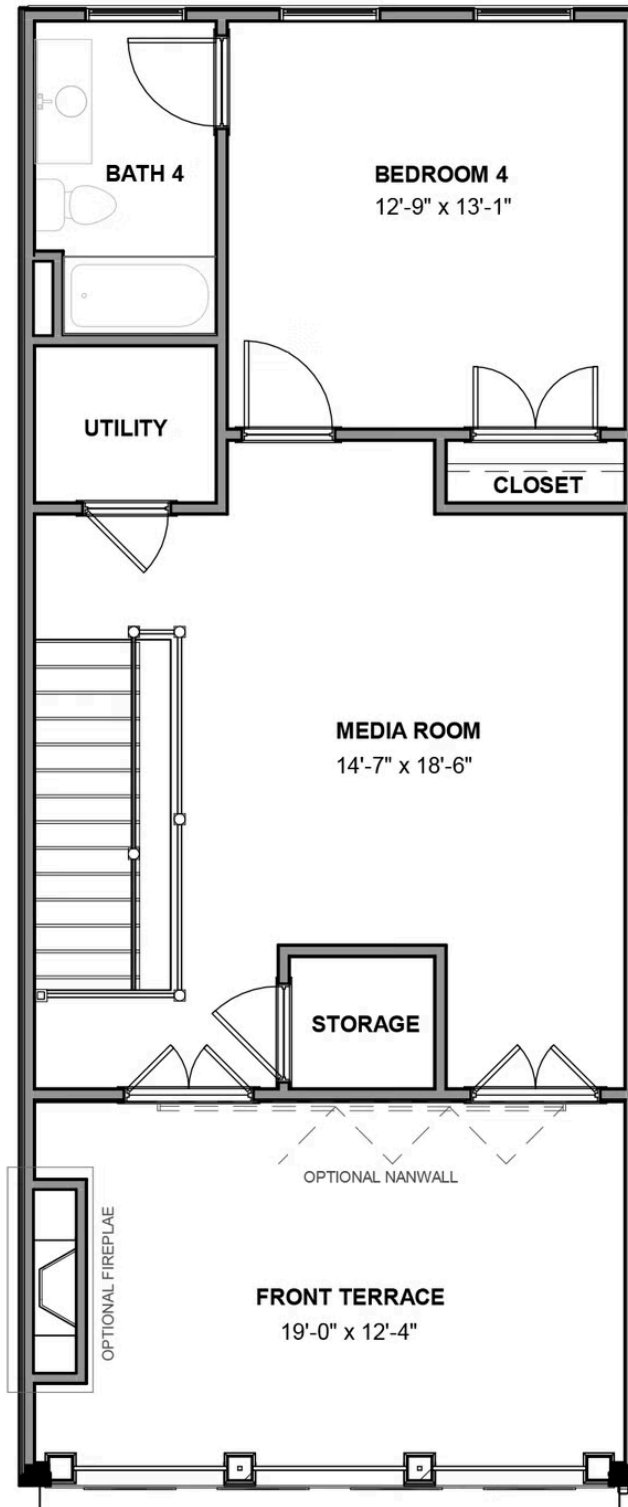 BATH 4
BEDROOM 4
12'-9" x 13'-1"
UTILITY
CLOSET
MEDIA ROOM
14'-7" x 18'-6"
STORAGE
OPTIONAL NANWALL
OPTIONAL FIREPLAE
FRONT TERRACE
19'-0" x 12'-4"